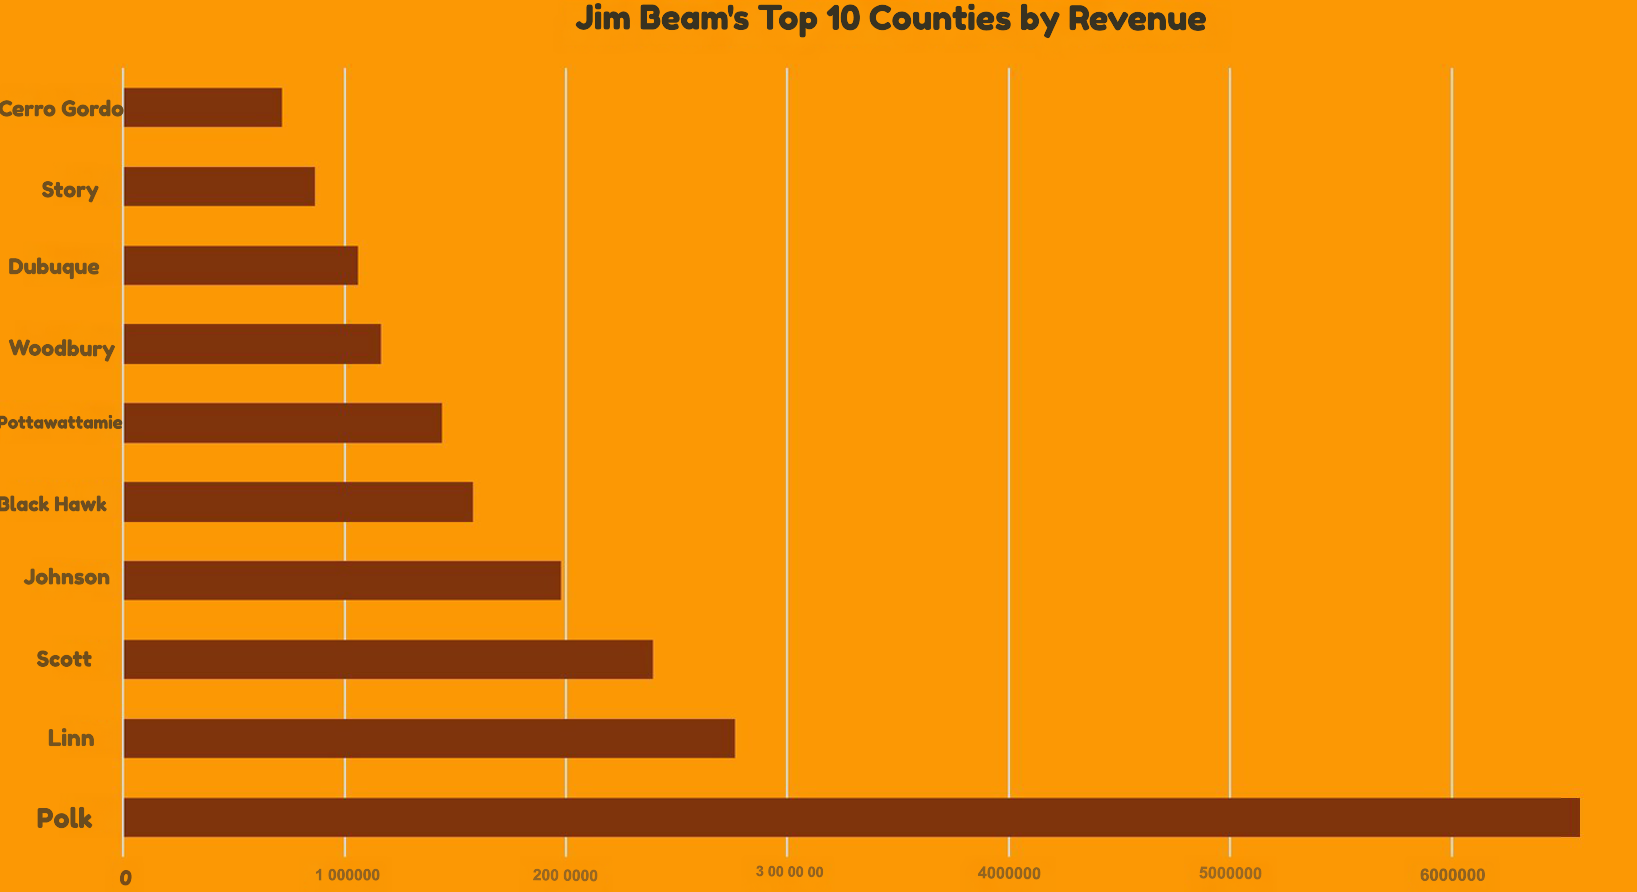 Jim Beam's Top 10 Counties by Revenue
Cerro Gordo
Story
Dubuque
Woodbury
Pottawattamie
Black Hawk
Johnson
Scott
Linn
Polk
0 1 000000 200 0000 3 00 00 00 4000000 5000000 6000000